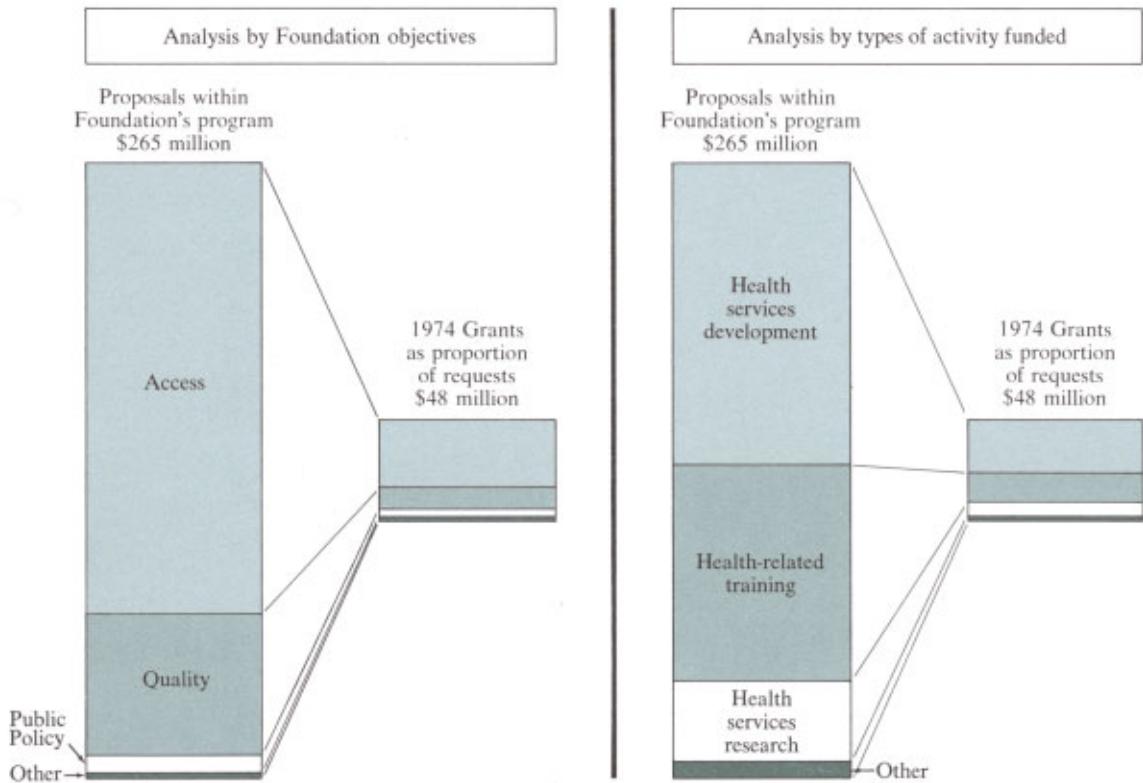 Analysis by Foundation objectives
Proposals within
Foundation's program
$265 million
Access
Quality
Public
Policy
Other
1974 Grants
as proportion
of requests
$48 million
Analysis by types of activity funded
Proposals within
Foundation's program
$265 million
Health
services
development
Health-related
training
Health
services
research
Other
1974 Grants
as proportion
of requests
$48 million